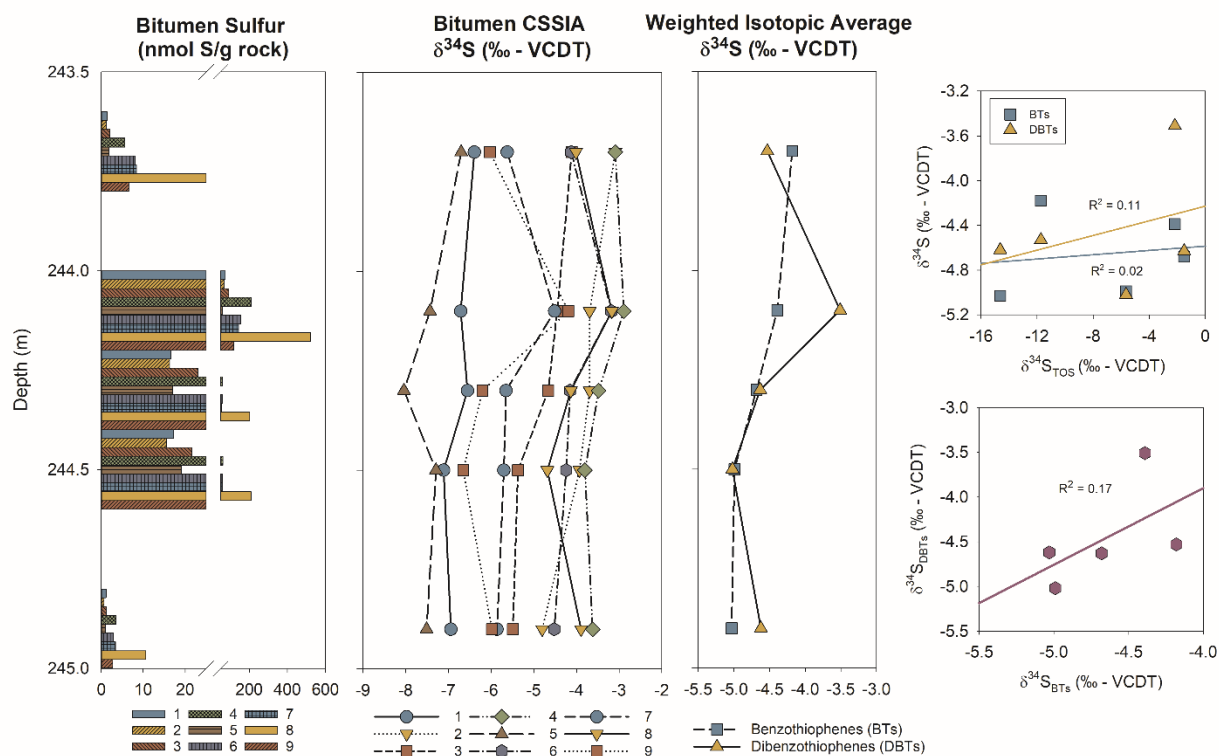 Bitumen Sulfur
(nmol S/g rock)
Bitumen CSSIA
δ³⁴S (‰ - VCDT)
Weighted Isotopic Average
δ³⁴S (‰ - VCDT)
Depth (m)
243.5
244.0
244.5
245.0
0 10 20 200 400 600
-9 -8 -7 -6 -5 -4 -3 -2
-5.0 -4.5 -4.0 -3.5 -3.0
1 4 7
2 5 8
3 6 9
1 4 7
2 5 8
3 6 9
Benzothiophenes (BTs)
Dibenzothiophenes (DBTs)
BTs
DBTs
δ³⁴S (‰ - VCDT)
-3.2
-3.6
-4.0
-4.4
-4.8
-5.2
R² = 0.11
R² = 0.02
-16 -12 -8 -4 0
δ³⁴S_TOS (‰ - VCDT)
δ³⁴S_DBTs (‰ - VCDT)
-3.0
-3.5
-4.0
-4.5
-5.0
-5.5
R² = 0.17
-5.5 -5.0 -4.5 -4.0
δ³⁴S_BTs (‰ - VCDT)